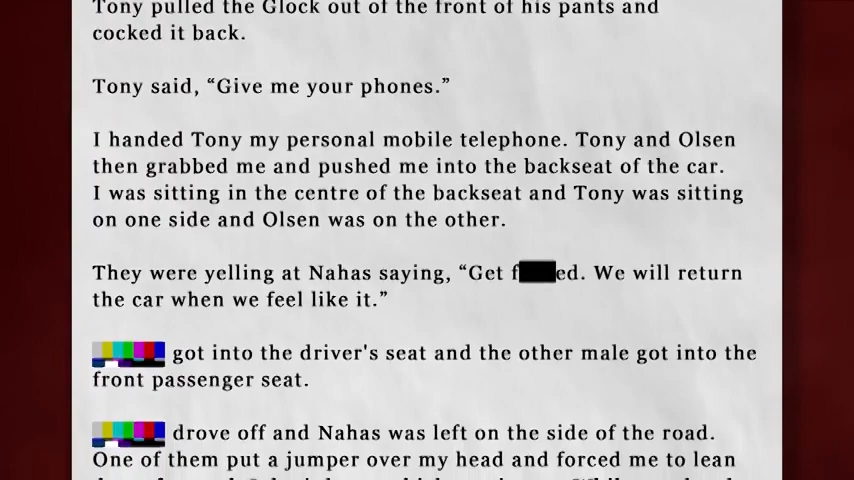 Tony pulled the Glock out of the front of his pants and
cocked it back.
Tony said, “Give me your phones.”
I handed Tony my personal mobile telephone. Tony and Olsen
then grabbed me and pushed me into the backseat of the car.
I was sitting in the centre of the backseat and Tony was sitting
on one side and Olsen was on the other.
They were yelling at Nahas saying, “Get f ed. We will return
the car when we feel like it.”
got into the driver's seat and the other male got into the
front passenger seat.
drove off and Nahas was left on the side of the road.
One of them put a jumper over my head and forced me to lean